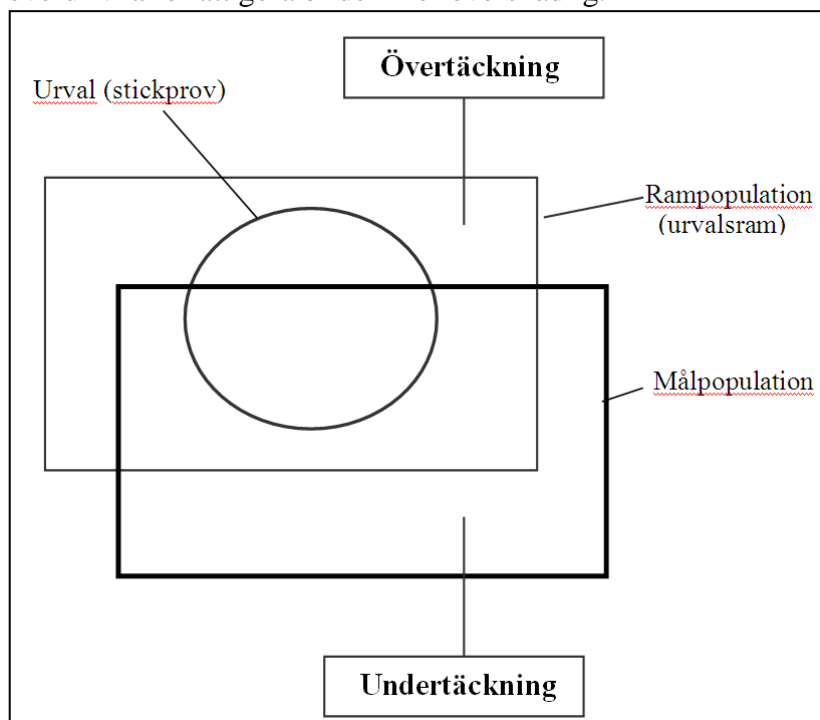 Övertäckning
Urval (stickprov)
Rampopulation
(urvalsram)
Målpopulation
Undertäckning